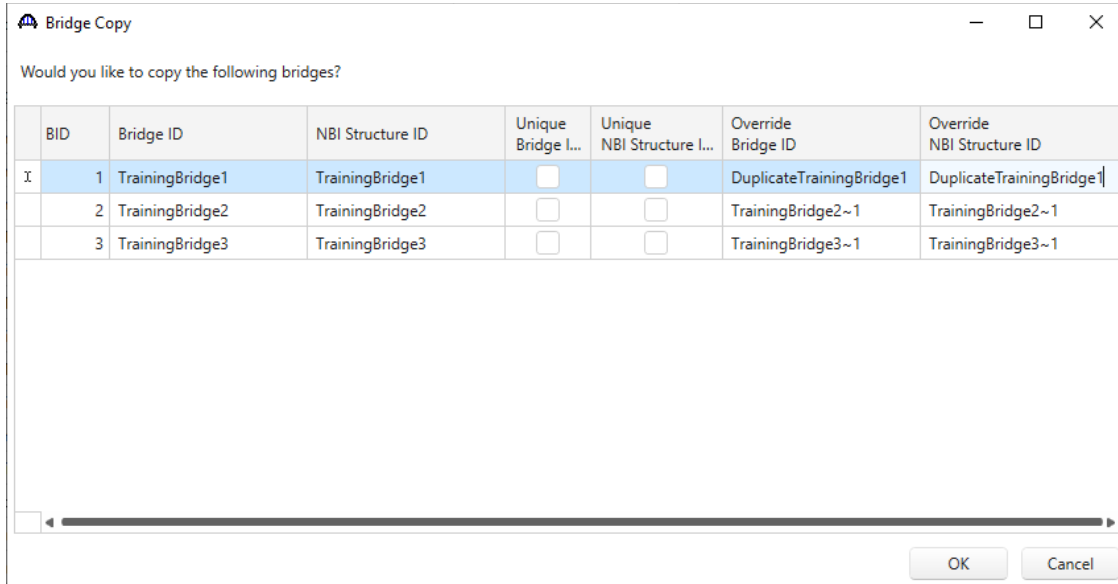 Bridge Copy
Would you like to copy the following bridges?
BID Bridge ID NBI Structure ID Unique Bridge I... Unique NBI Structure I... Override Bridge ID Override NBI Structure ID
1 TrainingBridge1 TrainingBridge1 DuplicateTrainingBridge1 DuplicateTrainingBridge1
2 TrainingBridge2 TrainingBridge2 TrainingBridge2~1 TrainingBridge2~1
3 TrainingBridge3 TrainingBridge3 TrainingBridge3~1 TrainingBridge3~1
OK Cancel